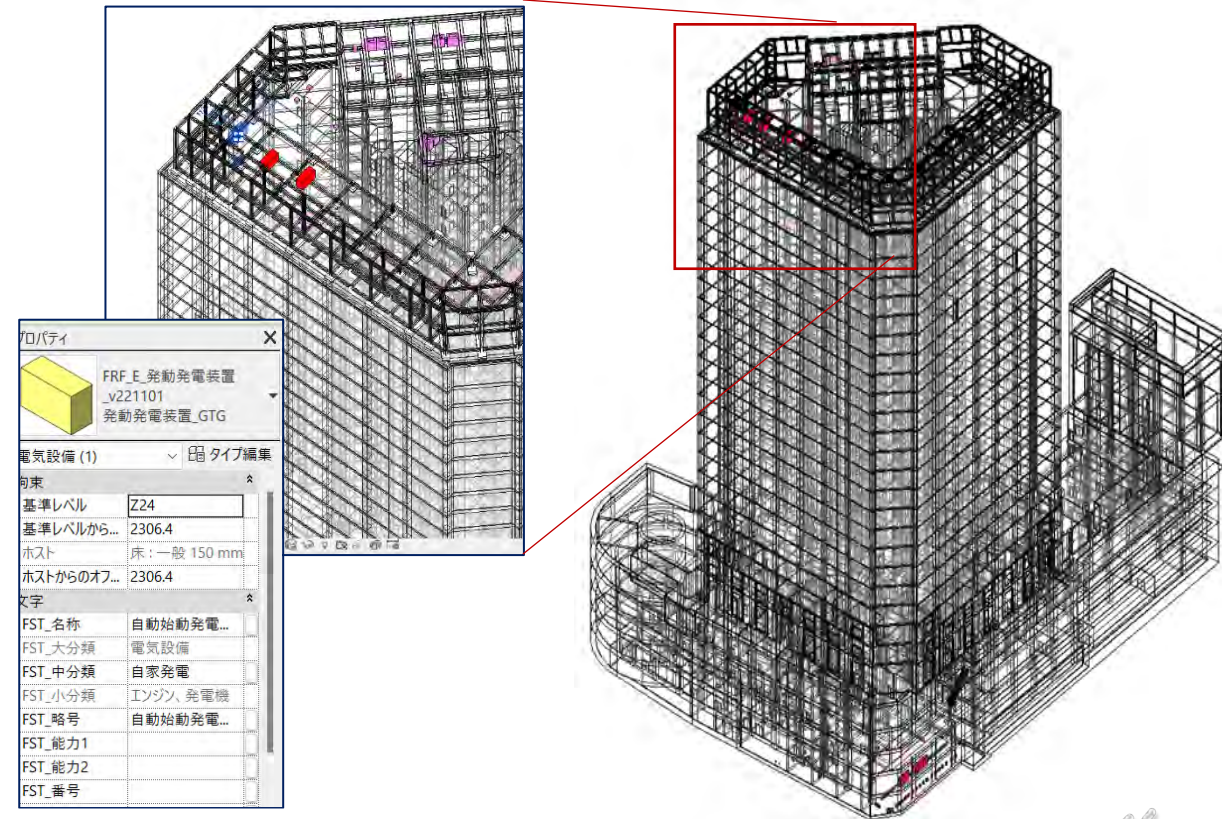 プロパティ
FRF_E_発動発電装置
_v221101
発動発電装置_GTG
電気設備 (1)
タイプ編集
拘束
基準レベル Z24
基準レベルから... 2306.4
ホスト 床 : 一般 150 mm
ホストからのオフ... 2306.4
文字
FST_名称 自動始動発電...
FST_大分類 電気設備
FST_中分類 自家発電
FST_小分類 エンジン、発電機
FST_略号 自動始動発電...
FST_能力1
FST_能力2
FST_番号